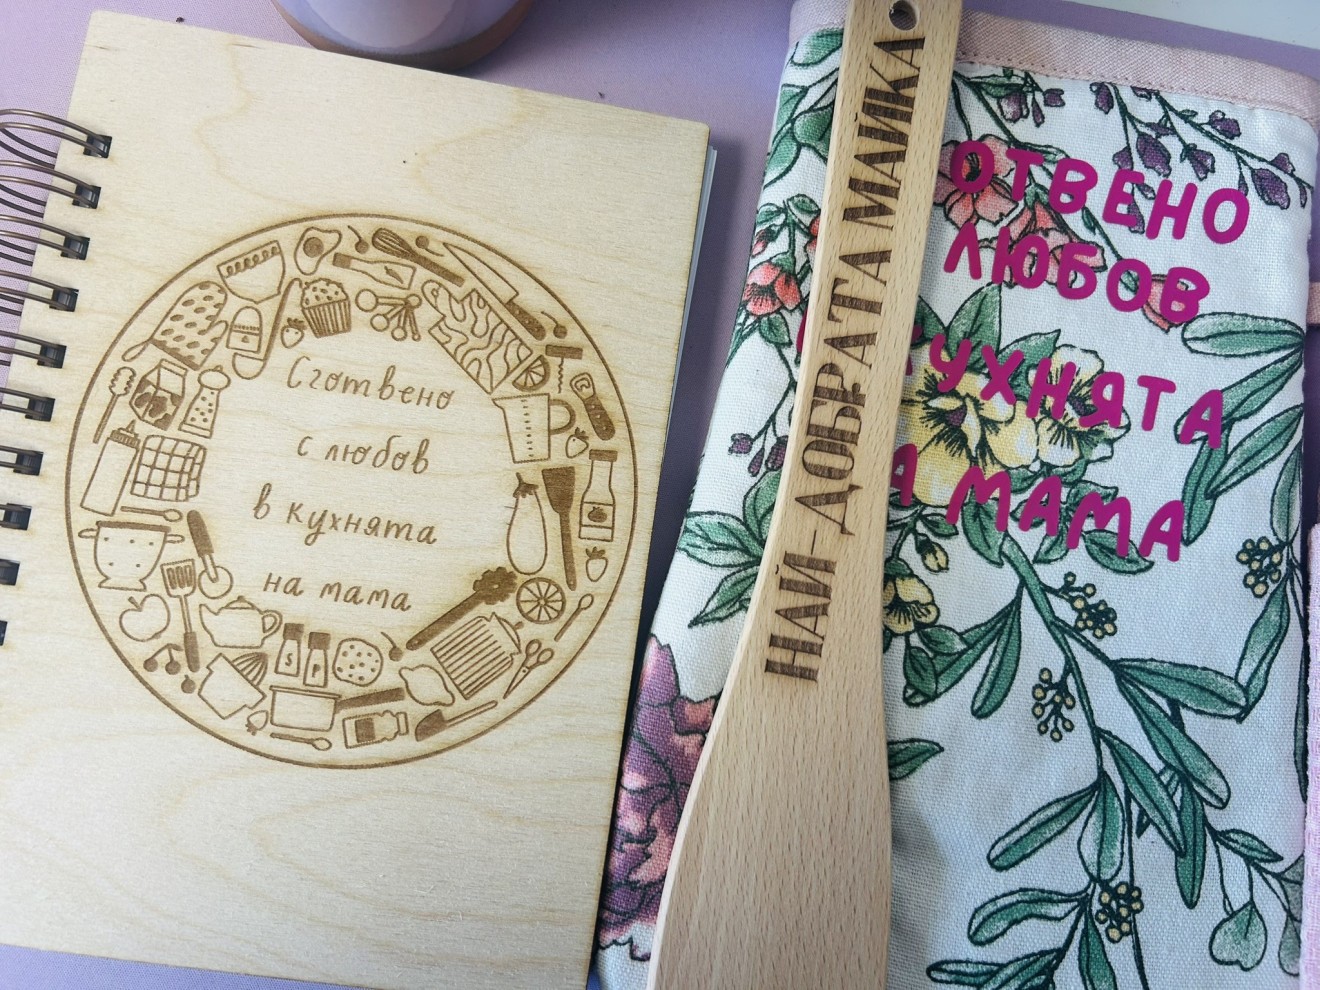 Сготвено
с любов
в кухнята
на мама
S P
НАЙ-ДОБРАТА МАЙКА
ОТВЕНО
ЛЮБОВ
УХНЯТА
А МАМА